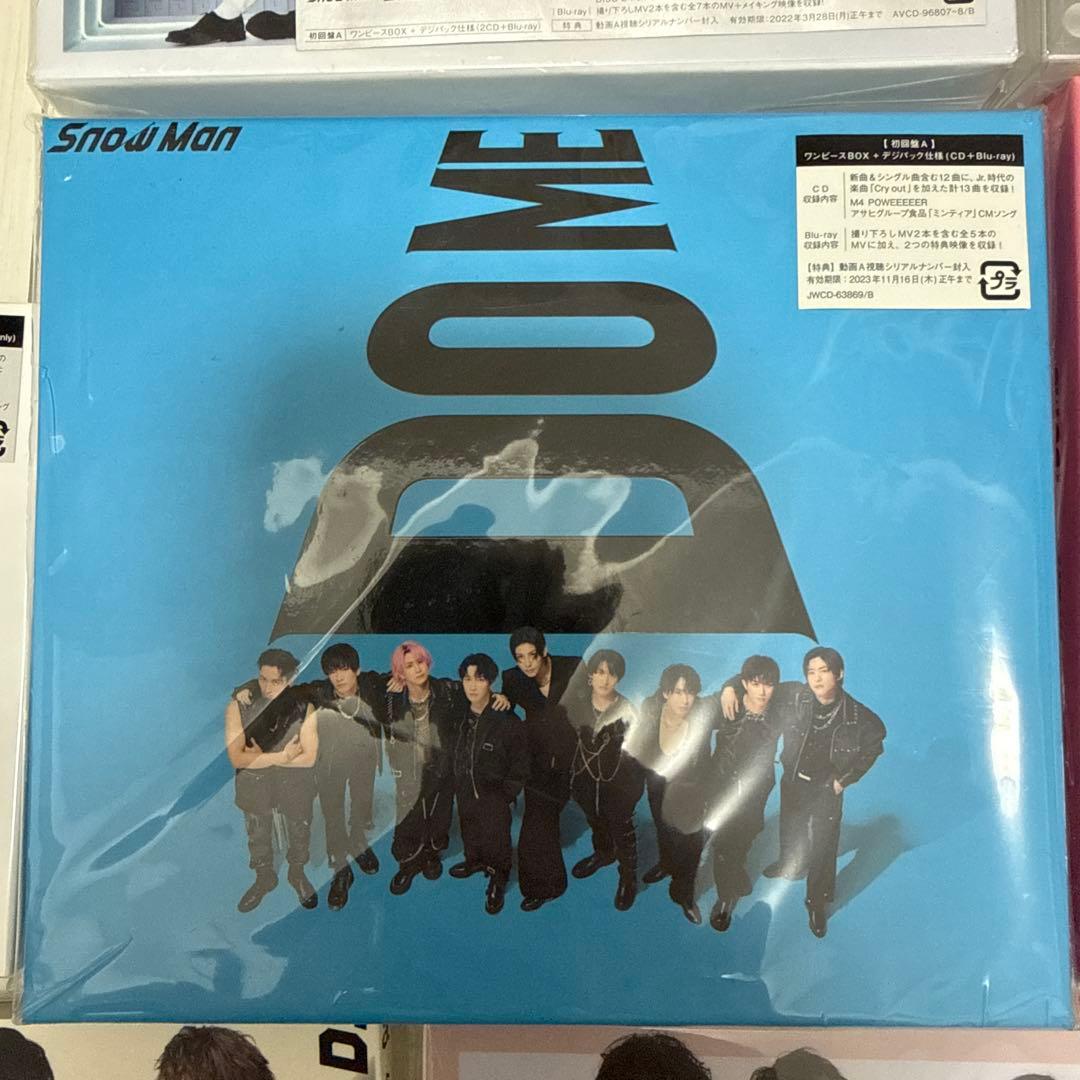 初回盤A ワンピースBOX + デジパック仕様(2CD+Blu-ray)
Blu-ray 撮り下ろしMV2本を含む全7本のMV+メイキング映像を収録!
特典 動画A視聴シリアルナンバー封入 有効期限:2022年3月28日(月)正午まで AVCD-96807~8/B
Snow Man
DOME
【初回盤A】
ワンピースBOX + デジパック仕様(CD+Blu-ray)
CD収録内容
新曲&シングル曲含む12曲に、Jr.時代の
楽曲「Cry out」を加えた計13曲を収録!
M4 POWEEEEER
アサヒグループ食品「ミンティア」CMソング
Blu-ray収録内容
撮り下ろしMV2本を含む全5本の
MVに加え、2つの特典映像を収録!
【特典】動画A視聴シリアルナンバー封入
有効期限:2023年11月16日(木)正午まで
JWCD-63869/B
プラ
nly)